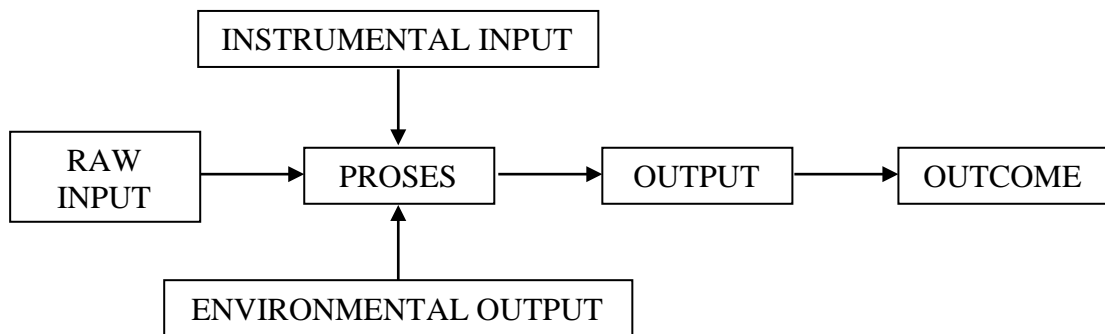 INSTRUMENTAL INPUT
RAW
INPUT
PROSES
OUTPUT
OUTCOME
ENVIRONMENTAL OUTPUT